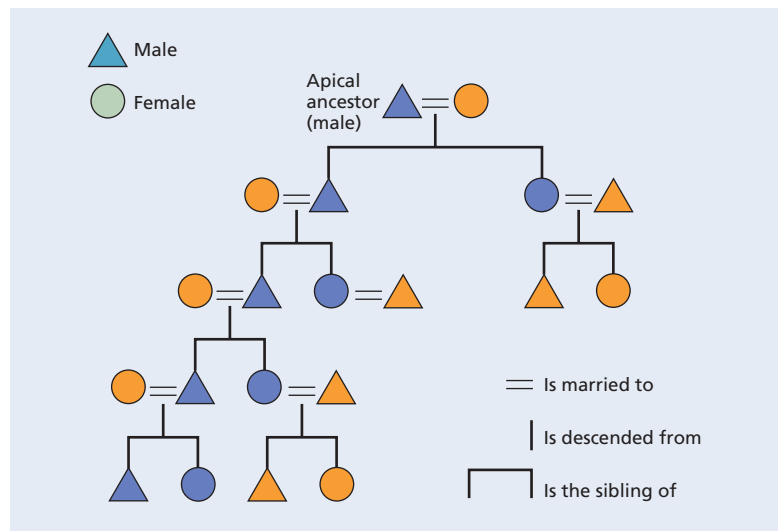 Male
Female
Apical
ancestor
(male)
Is married to
Is descended from
Is the sibling of